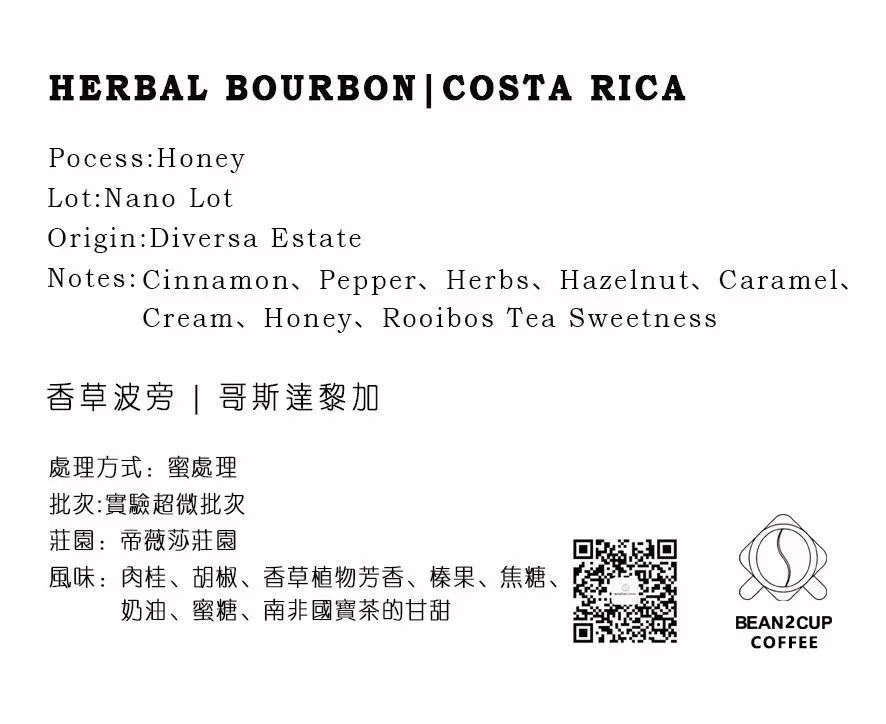 HERBAL BOURBON|COSTA RICA
Pocess:Honey
Lot:Nano Lot
Origin:Diversa Estate
Notes:Cinnamon、Pepper、Herbs、Hazelnut、Caramel、
Cream、Honey、Rooibos Tea Sweetness
香草波旁 | 哥斯達黎加
處理方式：蜜處理
批次:實驗超微批次
莊園：帝薇莎莊園
風味：肉桂、胡椒、香草植物芳香、榛果、焦糖、
奶油、蜜糖、南非國寶茶的甘甜
BEAN2CUP
COFFEE